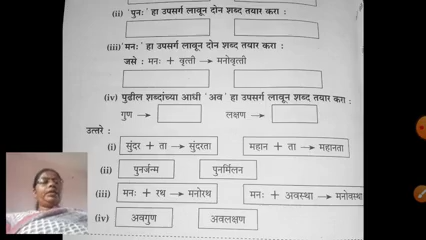 (ii) 'पुनः' हा उपसर्ग लावून दोन शब्द तयार करा :
(iii) 'मनः' हा उपसर्ग लावून दोन शब्द तयार करा :
जसे : मनः + वृत्ती → मनोवृत्ती
(iv) पुढील शब्दांच्या आधी 'अव' हा उपसर्ग लावून शब्द तयार करा :
गुण → लक्षण →
उत्तरे :
(i) सुंदर + ता → सुंदरता महान + ता → महानता
(ii) पुनर्जन्म पुनर्मिलन
(iii) मनः + रथ → मनोरथ मनः + अवस्था → मनोवस्था
(iv) अवगुण अवलक्षण